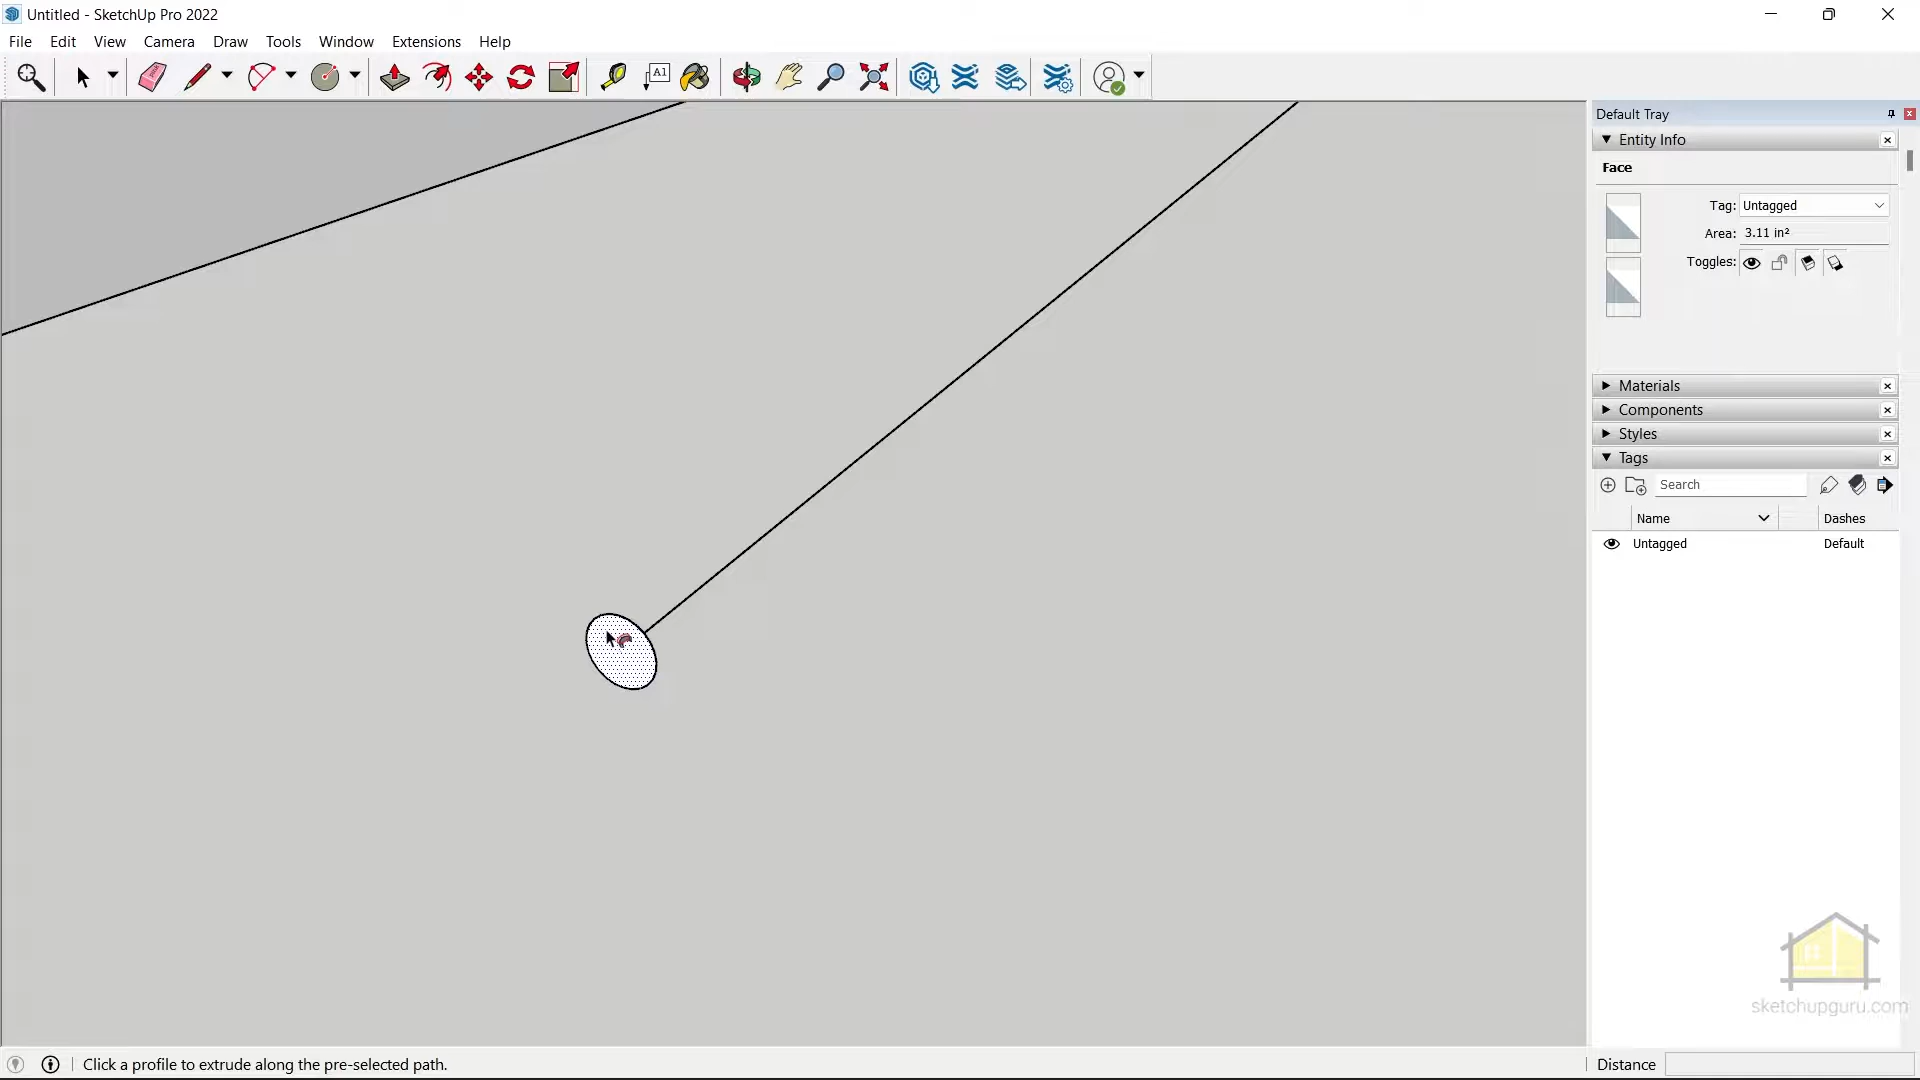 Untitled - SketchUp Pro 2022
File Edit View Camera Draw Tools Window Extensions Help
A1
Default Tray
Entity Info
Face
Tag: Untagged
Area: 3.11 in²
Toggles:
Materials
Components
Styles
Tags
Search
Name Dashes
Untagged Default
sketchupguru.com
Click a profile to extrude along the pre-selected path.
Distance